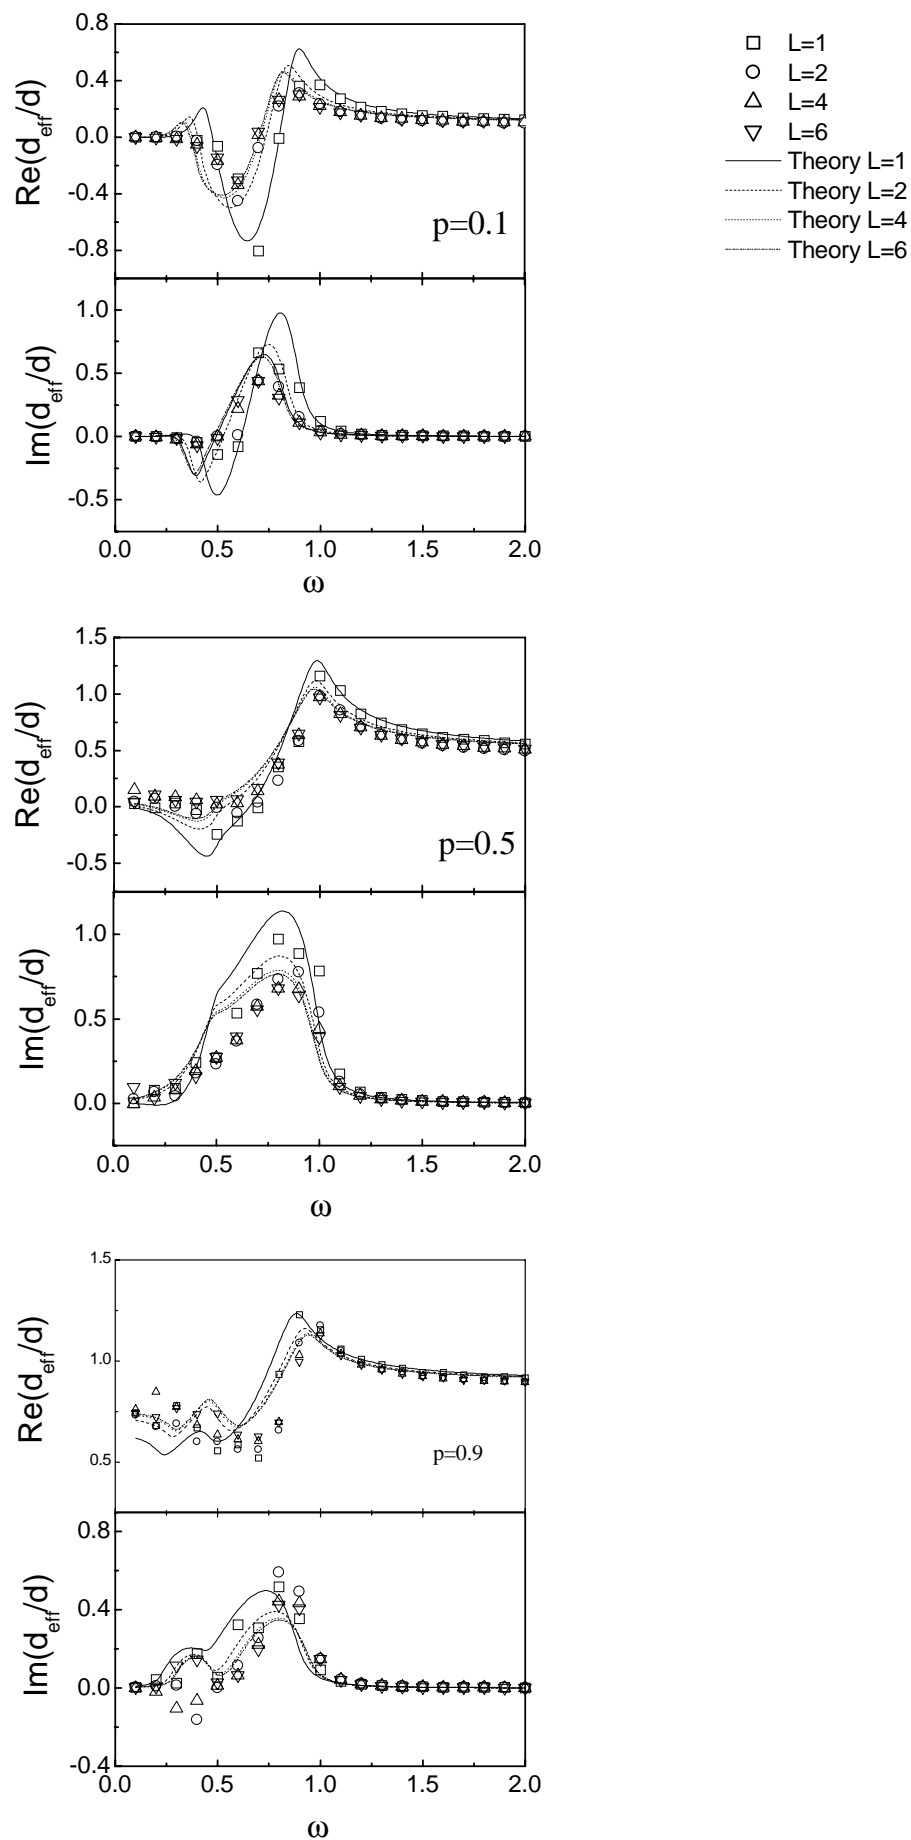 L=1
L=2
L=4
L=6
Theory L=1
Theory L=2
Theory L=4
Theory L=6
Re(d_eff/d)
0.8
0.4
0.0
-0.4
-0.8
p=0.1
Im(d_eff/d)
1.0
0.5
0.0
-0.5
0.0 0.5 1.0 1.5 2.0
ω
Re(d_eff/d)
1.5
1.0
0.5
0.0
-0.5
p=0.5
Im(d_eff/d)
1.0
0.5
0.0
0.0 0.5 1.0 1.5 2.0
ω
Re(d_eff/d)
1.5
1.0
0.5
p=0.9
Im(d_eff/d)
0.8
0.4
0.0
-0.4
0.0 0.5 1.0 1.5 2.0
ω